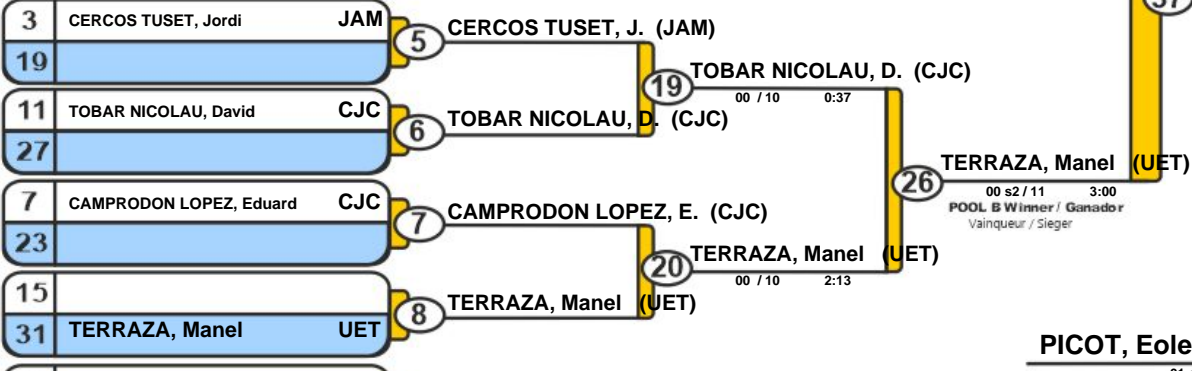 37
3 CERCOS TUSET, Jordi JAM
5 CERCOS TUSET, J. (JAM)
19
19 TOBAR NICOLAU, D. (CJC)
00 / 10 0:37
11 TOBAR NICOLAU, David CJC
6 TOBAR NICOLAU, D. (CJC)
27
26 TERRAZA, Manel (UET)
00 s2 / 11 3:00
POOL B Winner / Ganador
Vainqueur / Sieger
7 CAMPRODON LOPEZ, Eduard CJC
7 CAMPRODON LOPEZ, E. (CJC)
23
20 TERRAZA, Manel (UET)
00 / 10 2:13
15
8 TERRAZA, Manel (UET)
31 TERRAZA, Manel UET
PICOT, Eole